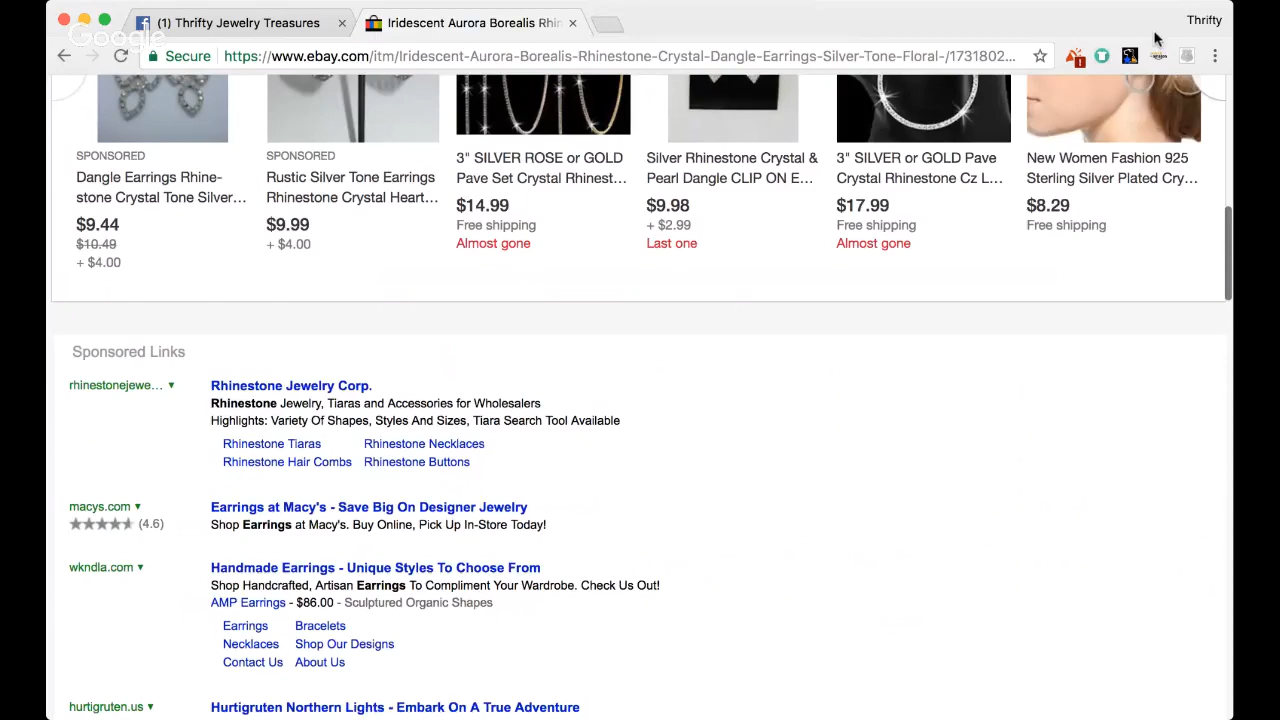 (1) Thrifty Jewelry Treasures
Iridescent Aurora Borealis Rhin
Thrifty
Google
Secure
https://www.ebay.com/itm/Iridescent-Aurora-Borealis-Rhinestone-Crystal-Dangle-Earrings-Silver-Tone-Floral-/1731802...
1
SPONSORED
Dangle Earrings Rhine-
stone Crystal Tone Silver...
$9.44
$10.49
+ $4.00
SPONSORED
Rustic Silver Tone Earrings
Rhinestone Crystal Heart...
$9.99
+ $4.00
3" SILVER ROSE or GOLD
Pave Set Crystal Rhinest...
$14.99
Free shipping
Almost gone
Silver Rhinestone Crystal &
Pearl Dangle CLIP ON E...
$9.98
+ $2.99
Last one
3" SILVER or GOLD Pave
Crystal Rhinestone Cz L...
$17.99
Free shipping
Almost gone
New Women Fashion 925
Sterling Silver Plated Cry...
$8.29
Free shipping
Sponsored Links
rhinestonejewe... ▼
Rhinestone Jewelry Corp.
Rhinestone Jewelry, Tiaras and Accessories for Wholesalers
Highlights: Variety Of Shapes, Styles And Sizes, Tiara Search Tool Available
Rhinestone Tiaras Rhinestone Necklaces
Rhinestone Hair Combs Rhinestone Buttons
macys.com ▼
(4.6)
Earrings at Macy's - Save Big On Designer Jewelry
Shop Earrings at Macy's. Buy Online, Pick Up In-Store Today!
wkndla.com ▼
Handmade Earrings - Unique Styles To Choose From
Shop Handcrafted, Artisan Earrings To Compliment Your Wardrobe. Check Us Out!
AMP Earrings - $86.00 - Sculptured Organic Shapes
Earrings Bracelets
Necklaces Shop Our Designs
Contact Us About Us
hurtigruten.us ▼
Hurtigruten Northern Lights - Embark On A True Adventure